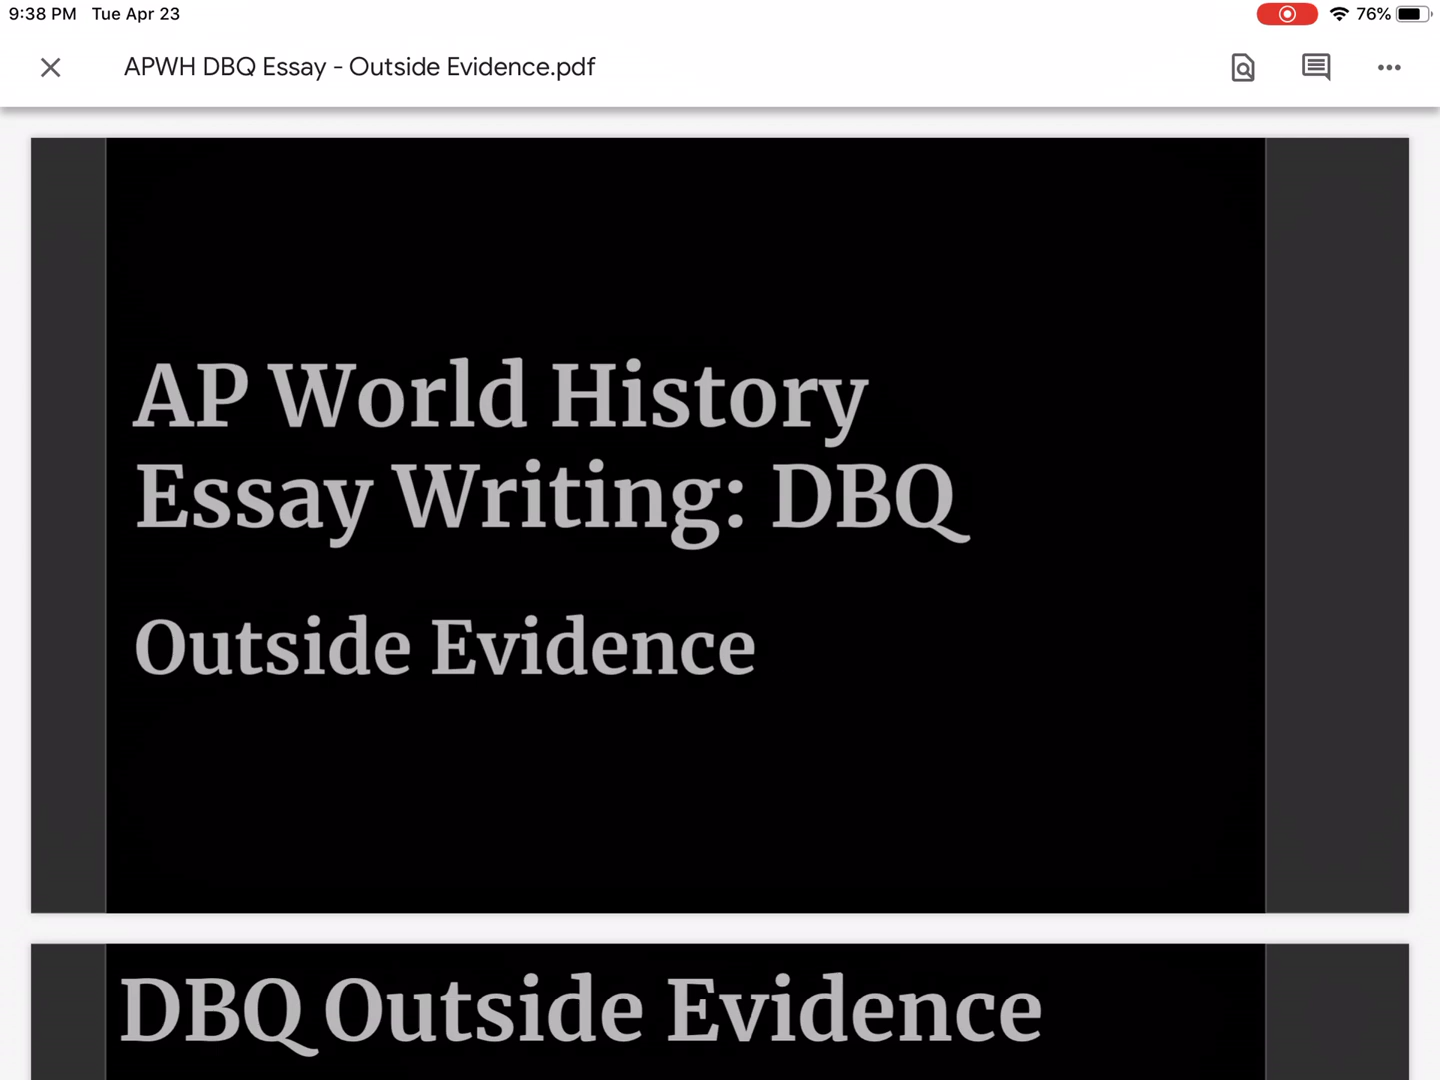 9:38 PM Tue Apr 23
76%
APWH DBQ Essay - Outside Evidence.pdf
AP World History
Essay Writing: DBQ
Outside Evidence
DBQ Outside Evidence